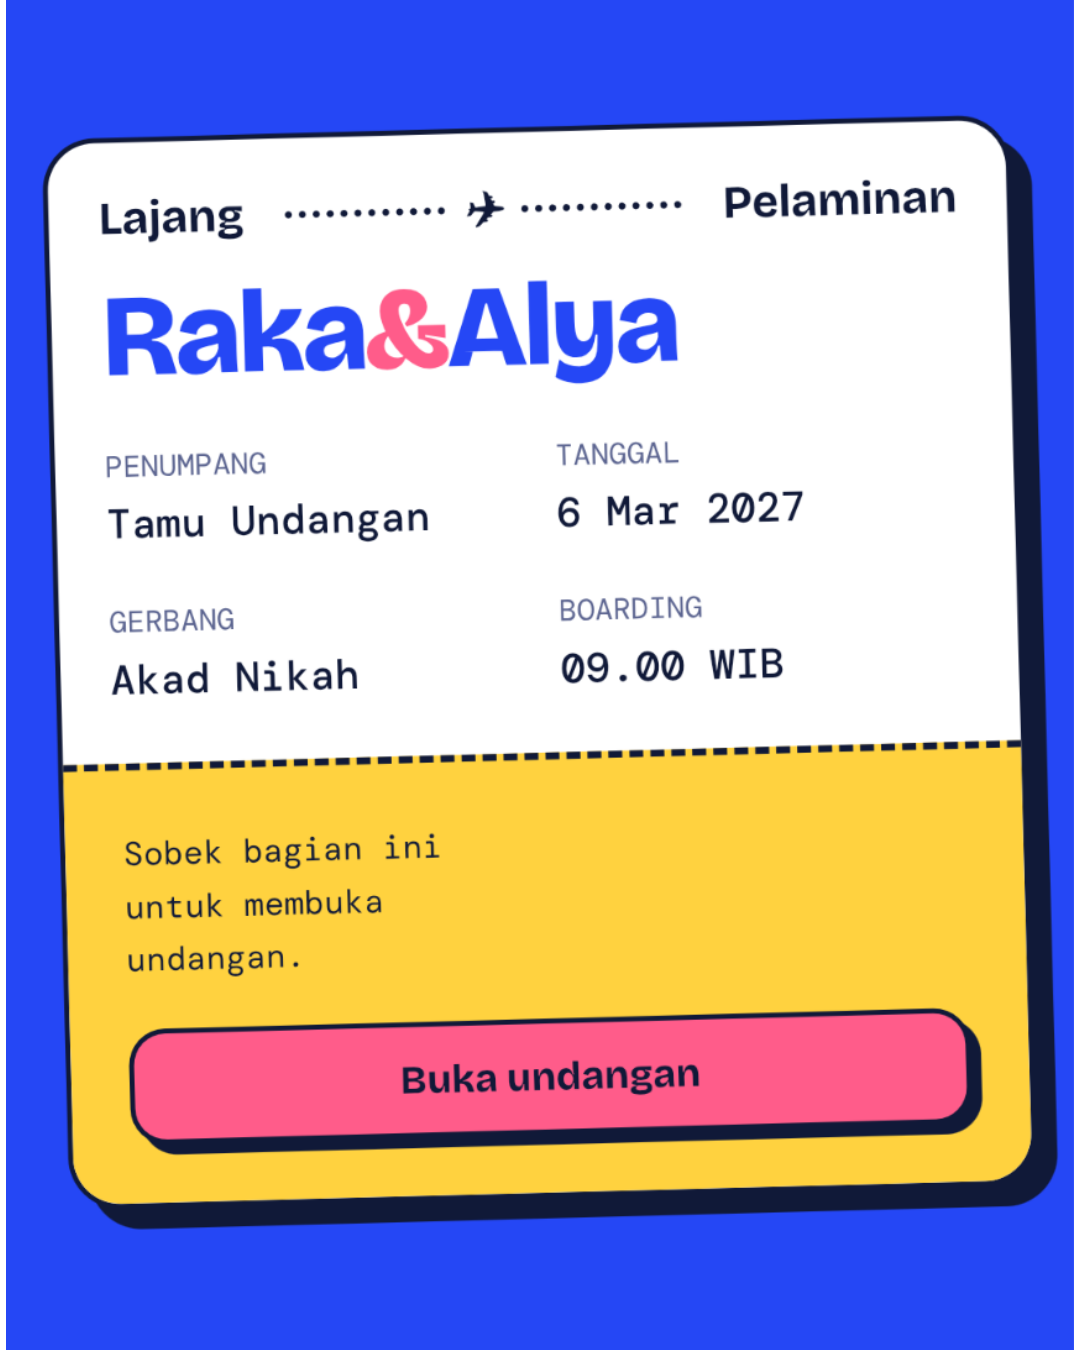 Lajang ············ ✈ ············ Pelaminan
Raka&Alya
PENUMPANG TANGGAL
Tamu Undangan 6 Mar 2027
GERBANG BOARDING
Akad Nikah 09.00 WIB
Sobek bagian ini
untuk membuka
undangan.
Buka undangan